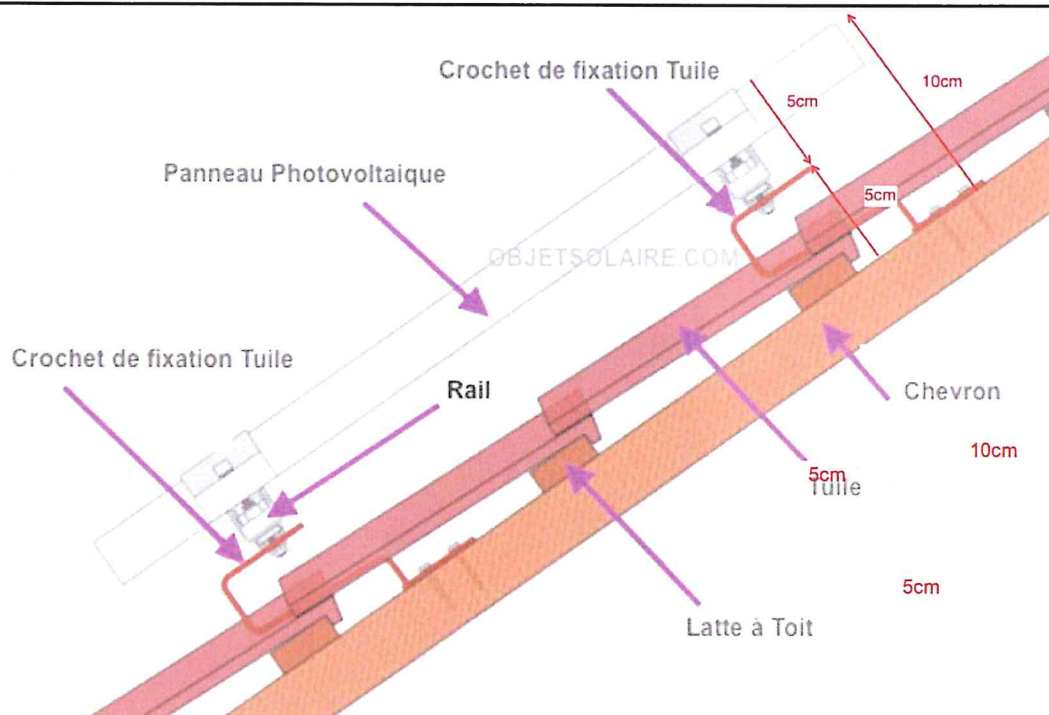 Crochet de fixation Tuile
10cm
5cm
Panneau Photovoltaique
5cm
OBJETSOLAIRE.COM
Crochet de fixation Tuile
Rail
Chevron
10cm
5cm
Tuile
5cm
Latte à Toit